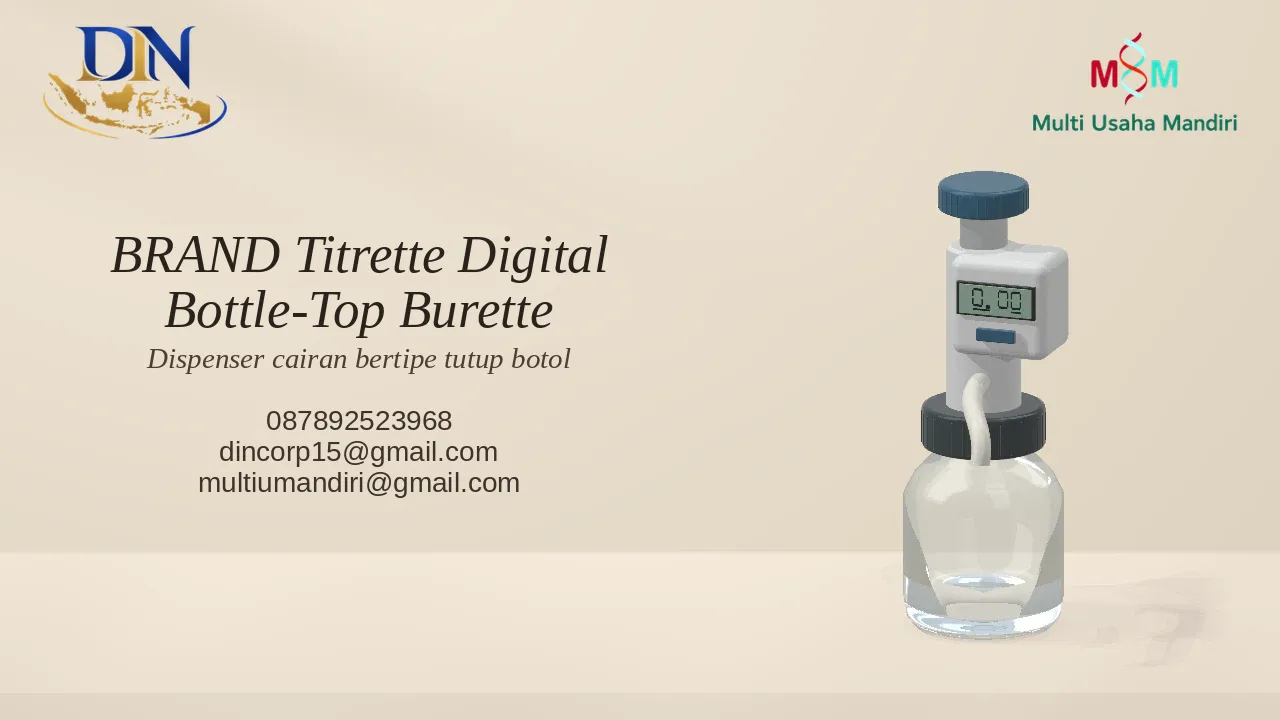 DIN
MSM
Multi Usaha Mandiri
BRAND Titrette Digital
Bottle-Top Burette
Dispenser cairan bertipe tutup botol
087892523968
dincorp15@gmail.com
multiumandiri@gmail.com
0.00